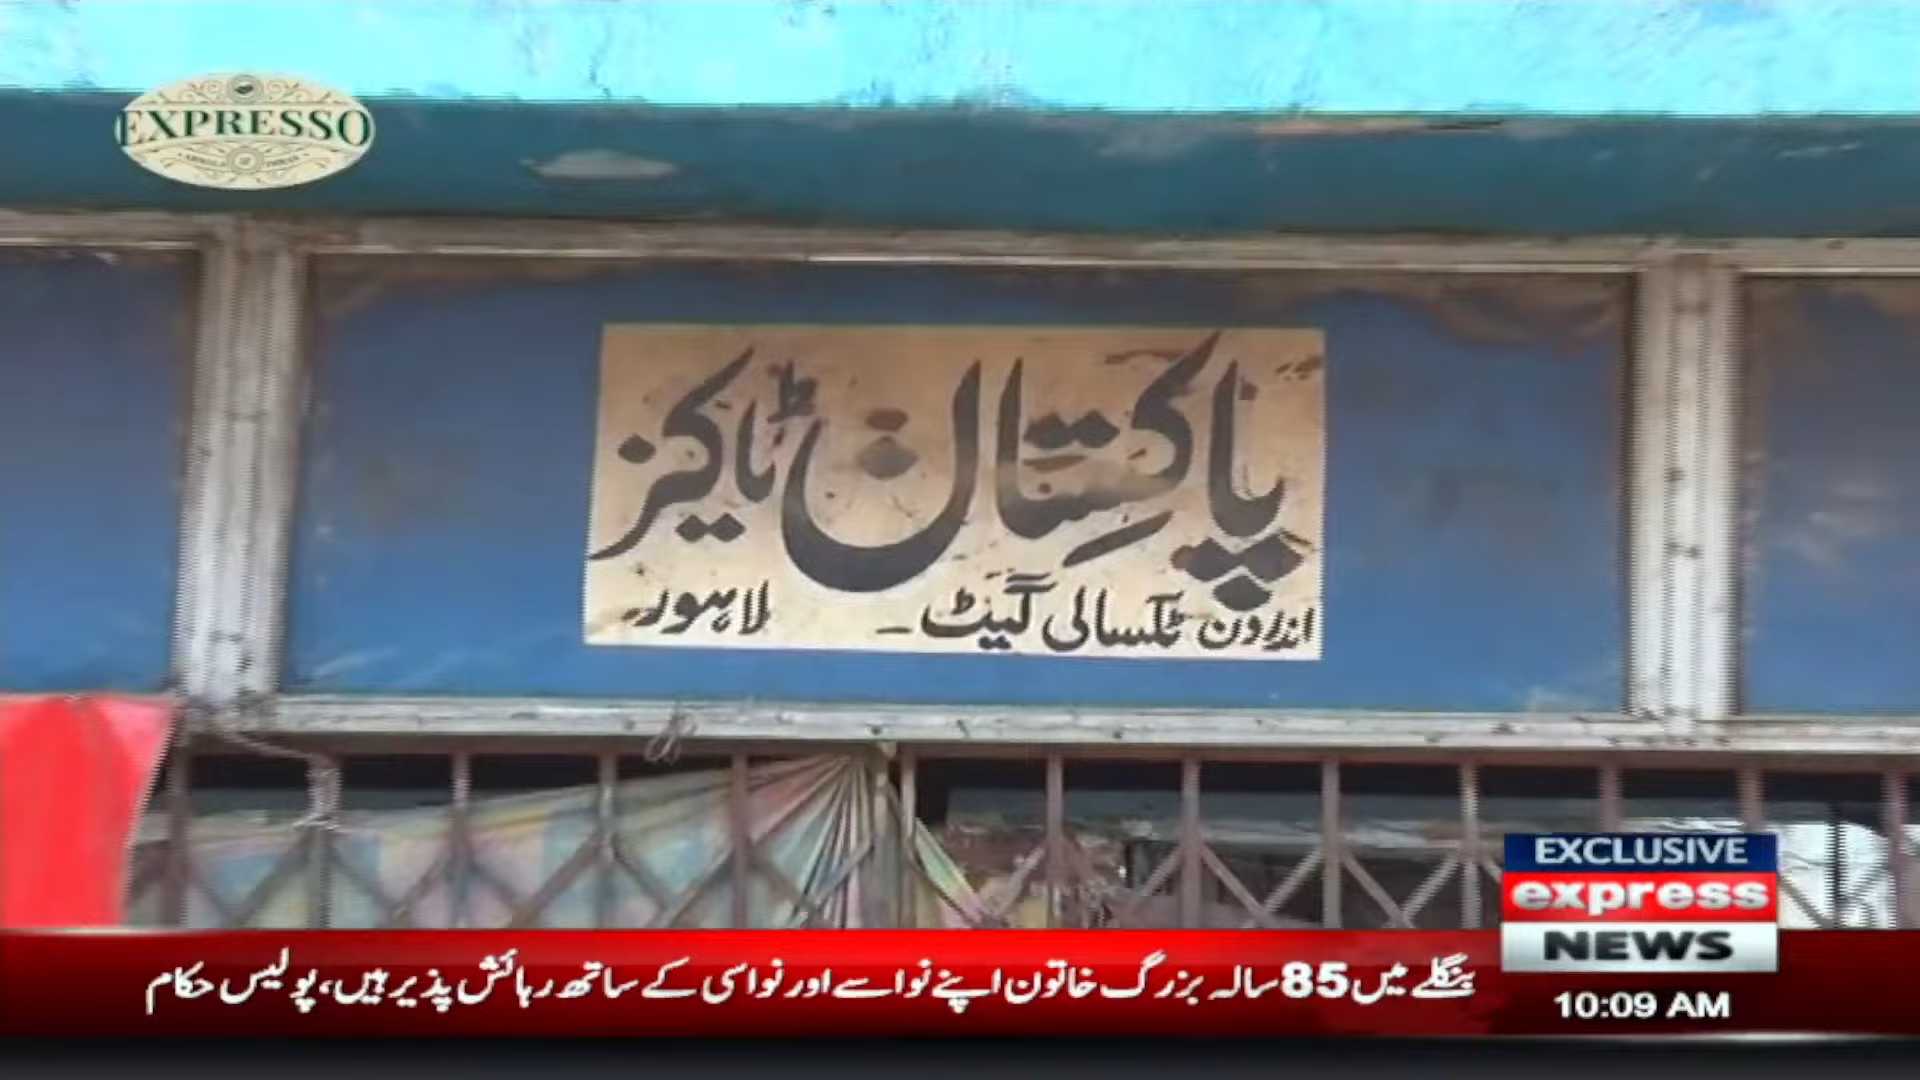 EXPRESSO
پاکستان ٹاکیز
اندرون ٹکسالی گیٹ - لاہور
EXCLUSIVE
express
NEWS
بنگلے میں 85 سالہ بزرگ خاتون اپنے نواسے اور نواسی کے ساتھ رہائش پذیر ہیں، پولیس حکام
10:09 AM